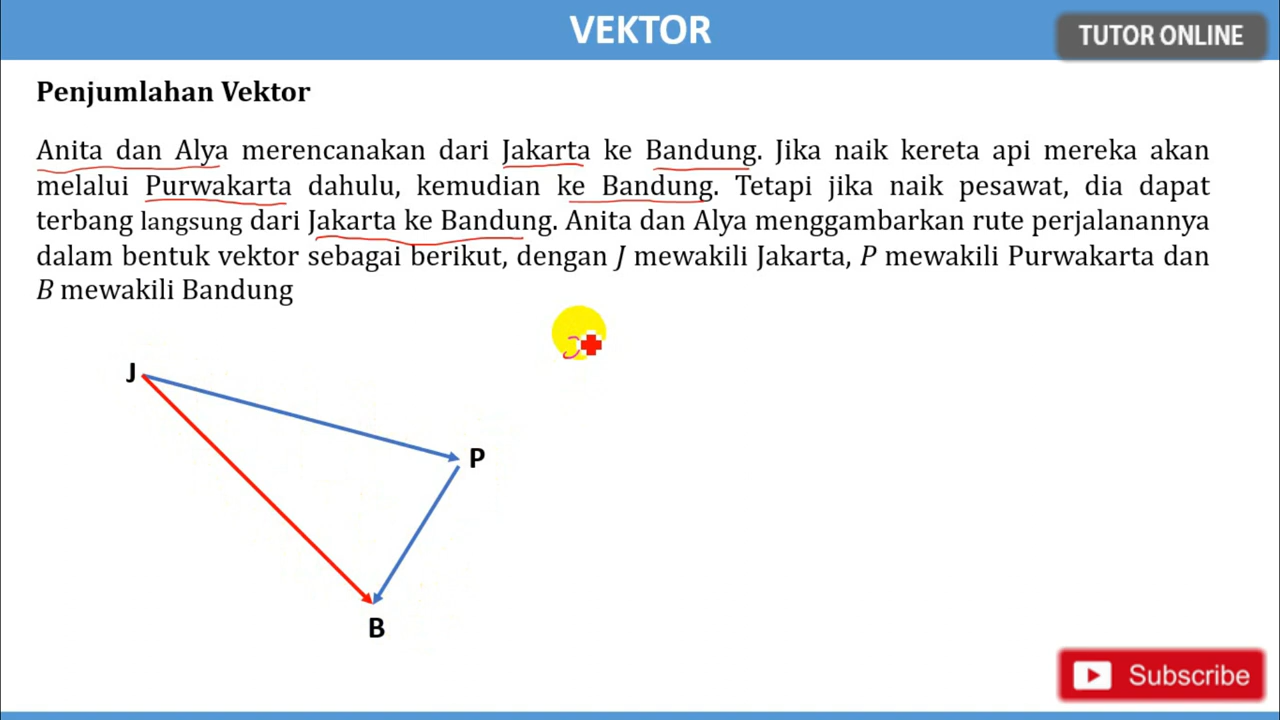 VEKTOR
TUTOR ONLINE
Penjumlahan Vektor
Anita dan Alya merencanakan dari Jakarta ke Bandung. Jika naik kereta api mereka akan
melalui Purwakarta dahulu, kemudian ke Bandung. Tetapi jika naik pesawat, dia dapat
terbang langsung dari Jakarta ke Bandung. Anita dan Alya menggambarkan rute perjalanannya
dalam bentuk vektor sebagai berikut, dengan J mewakili Jakarta, P mewakili Purwakarta dan
B mewakili Bandung
J
P
B
Subscribe